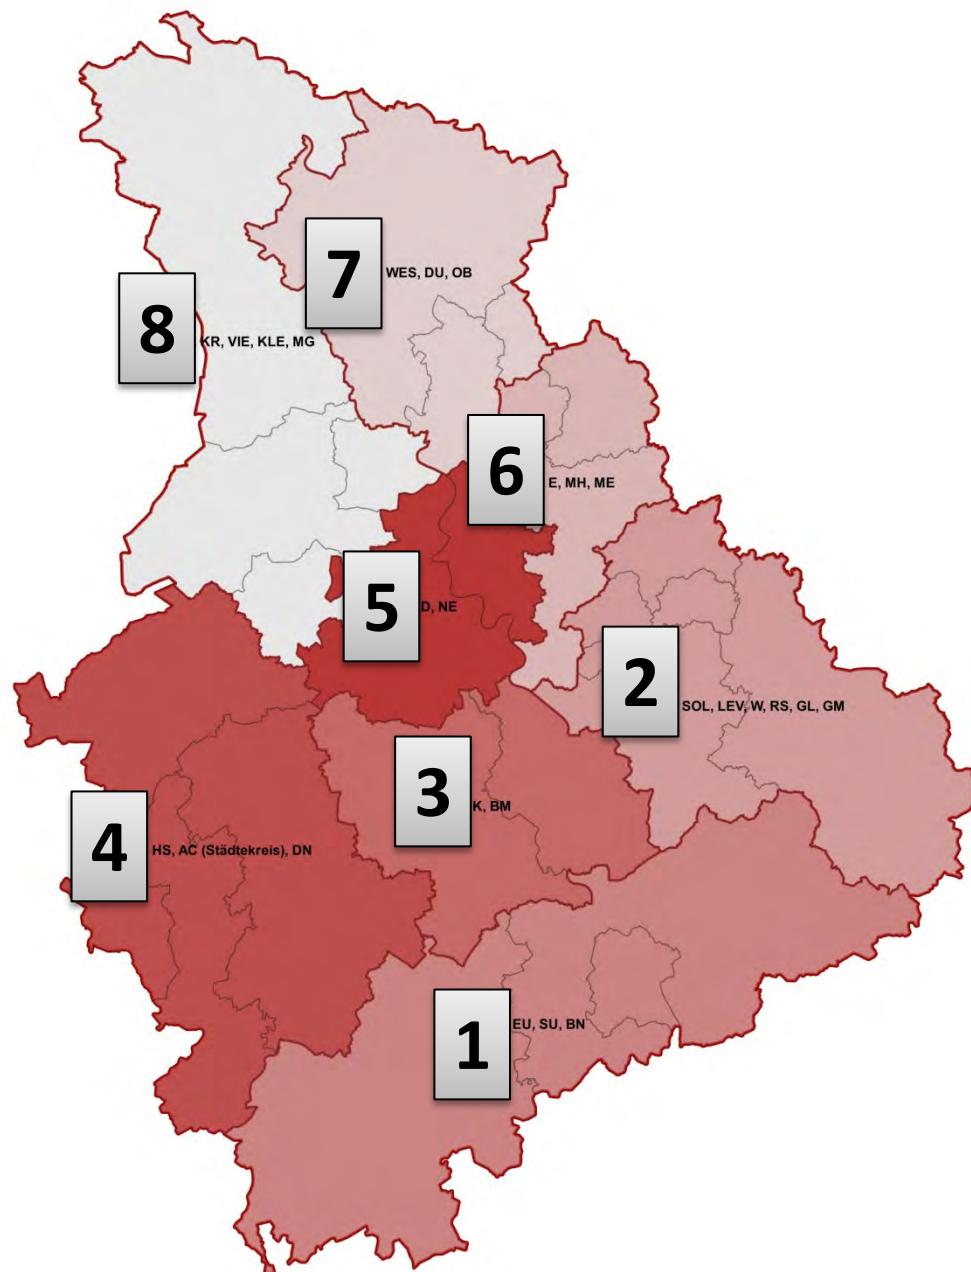 7
WES, DU, OB
8
KR, VIE, KLE, MG
6
E, MH, ME
5
D, NE
2
SOL, LEV, W, RS, GL, GM
3
K, BM
4
HS, AC (Städtekreis), DN
1
EU, SU, BN